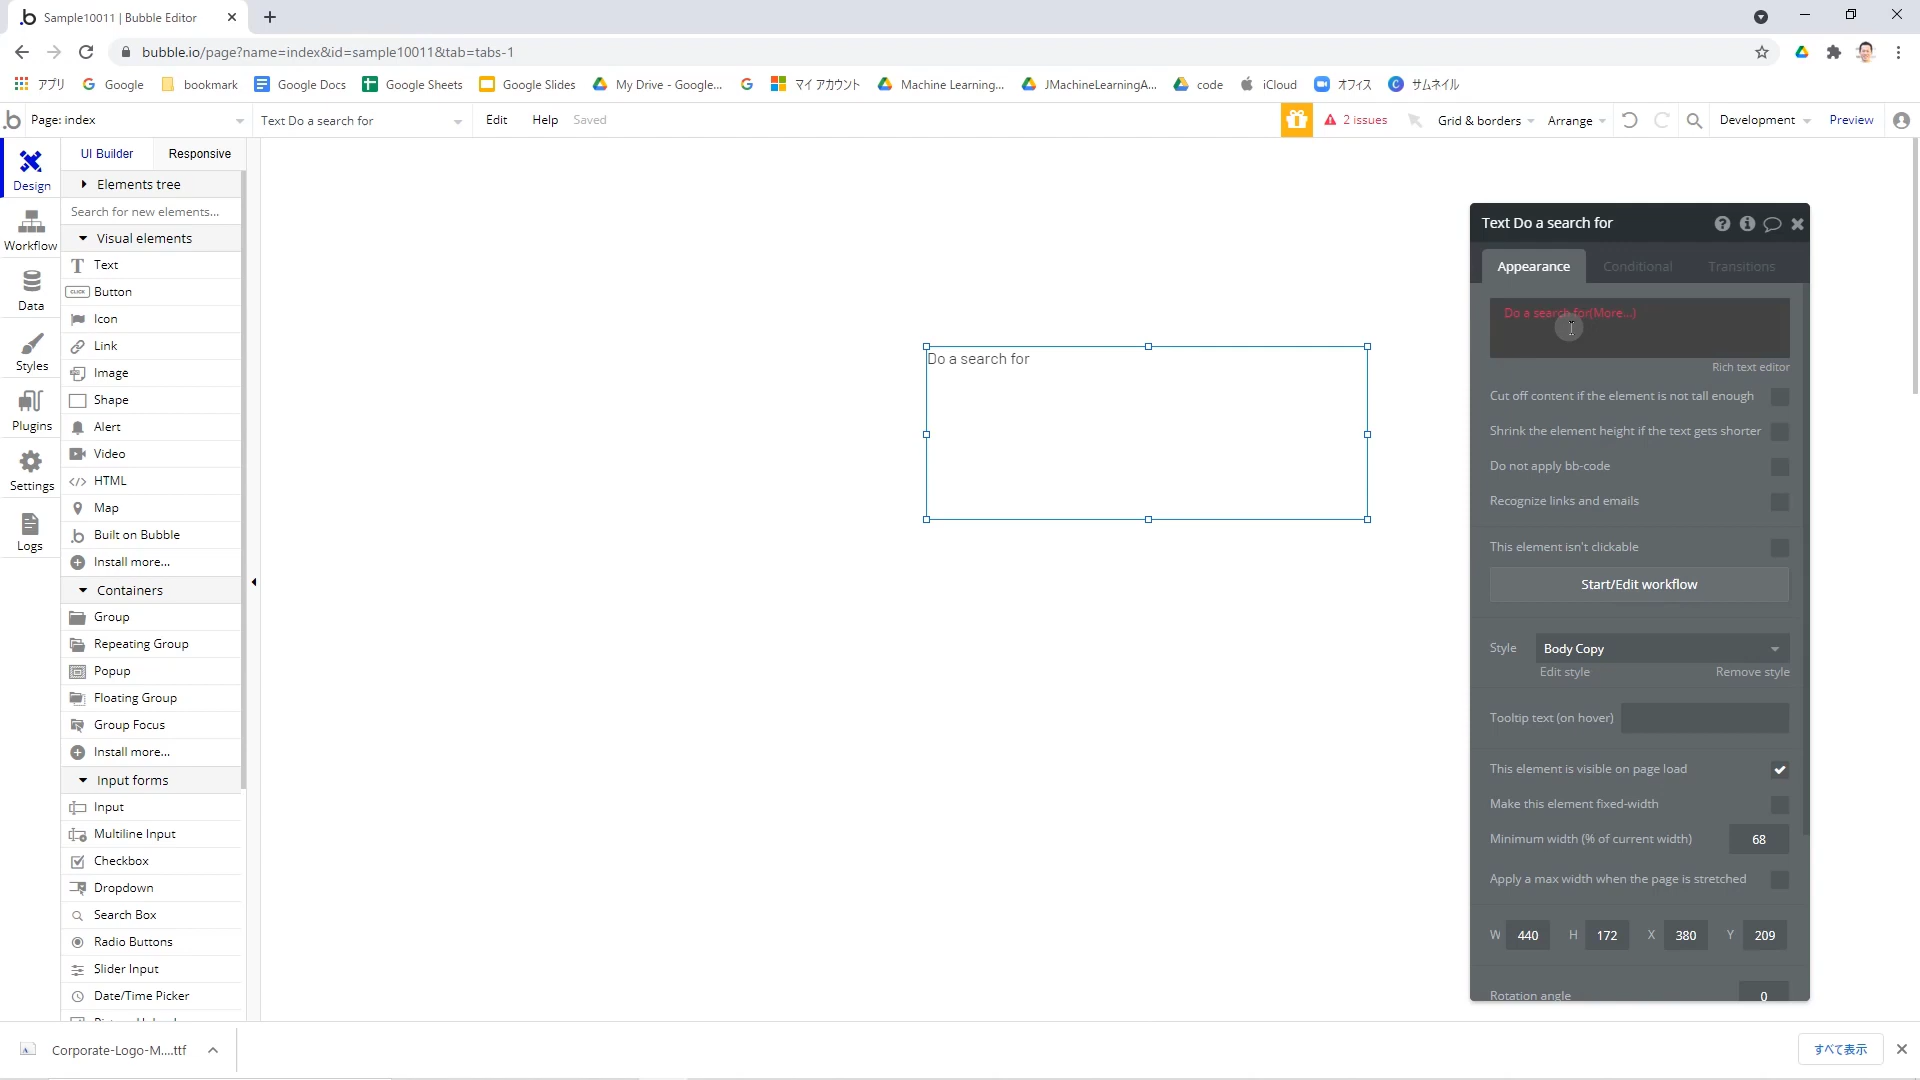 Sample10011 | Bubble Editor
bubble.io/page?name=index&id=sample10011&tab=tabs-1
アプリ Google bookmark Google Docs Google Sheets Google Slides My Drive - Google... マイ アカウント Machine Learning... JMachineLearningA... code iCloud オフィス サムネイル
Page: index Text Do a search for Edit Help Saved 2 issues Grid & borders Arrange Development Preview
Design
Workflow
Data
Styles
Plugins
Settings
Logs
UI Builder Responsive
Elements tree
Search for new elements...
Visual elements
Text
CLICK Button
Icon
Link
Image
Shape
Alert
Video
HTML
Map
Built on Bubble
Install more...
Containers
Group
Repeating Group
Popup
Floating Group
Group Focus
Install more...
Input forms
Input
Multiline Input
Checkbox
Dropdown
Search Box
Radio Buttons
Slider Input
Date/Time Picker
Do a search for
Text Do a search for
Appearance Conditional Transitions
Do a search for(More...)
Rich text editor
Cut off content if the element is not tall enough
Shrink the element height if the text gets shorter
Do not apply bb-code
Recognize links and emails
This element isn't clickable
Start/Edit workflow
Style Body Copy
Edit style Remove style
Tooltip text (on hover)
This element is visible on page load
Make this element fixed-width
Minimum width (% of current width) 68
Apply a max width when the page is stretched
W 440 H 172 X 380 Y 209
Rotation angle 0
Corporate-Logo-M....ttf すべて表示